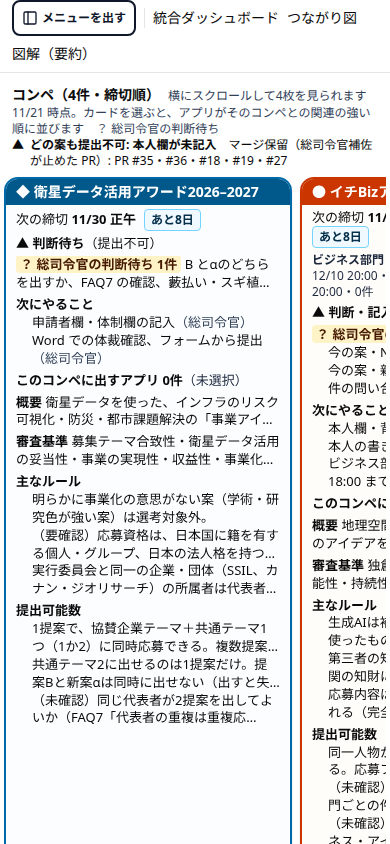 メニューを出す 統合ダッシュボード つながり図
図解（要約）
コンペ（4件・締切順） 横にスクロールして4枚を見られます
11/21 時点。カードを選ぶと、アプリがそのコンペとの関連の強い
順に並びます ？ 総司令官の判断待ち
▲ どの案も提出不可: 本人欄が未記入 マージ保留（総司令官補佐
が止めた PR）: PR #35・#36・#18・#19・#27
◆ 衛星データ活用アワード2026–2027
次の締切 11/30 正午 あと8日
▲ 判断待ち（提出不可）
？ 総司令官の判断待ち 1件 B とαのどちら
を出すか、FAQ7 の確認、藪払い・スギ植…
次にやること
申請者欄・体制欄の記入（総司令官）
Word での体裁確認、フォームから提出
（総司令官）
このコンペに出すアプリ 0件（未選択）
概要 衛星データを使った、インフラのリスク
可視化・防災・都市課題解決の「事業アイ…
審査基準 募集テーマ合致性・衛星データ活用
の妥当性・事業の実現性・収益性・事業化…
主なルール
明らかに事業化の意思がない案（学術・研
究色が強い案）は選考対象外。
（要確認）応募資格は、日本国に籍を有す
る個人・グループ、日本の法人格を持つ…
実行委員会と同一の企業・団体（SSIL、カ
ナン・ジオリサーチ）の所属者は代表者…
提出可能数
1提案で、協賛企業テーマ＋共通テーマ1
つ（1か2）に同時応募できる。複数提案…
共通テーマ2に出せるのは1提案だけ。提
案Bと新案αは同時に出せない（出すと失…
（未確認）同じ代表者が2提案を出してよ
いか（FAQ7「代表者の重複は重複応…
● イチBizア
次の締切 11/
あと8日
ビジネス部門
12/10 20:00・
20:00・0件
▲ 判断・記入
？ 総司令官の
今の案・N
今の案・新
件の問い合
次にやること
本人欄・背
本人の書き
ビジネス部
18:00 まで
このコンペに
概要 地理空間
のアイデアを
審査基準 独創
能性・持続性
主なルール
生成AIは補
使ったもの
第三者の知
関の知財に
応募内容は
れる（完全
提出可能数
同一人物が
る。応募フ
（未確認）
門ごとの件
（未確認）
ネス・アイ